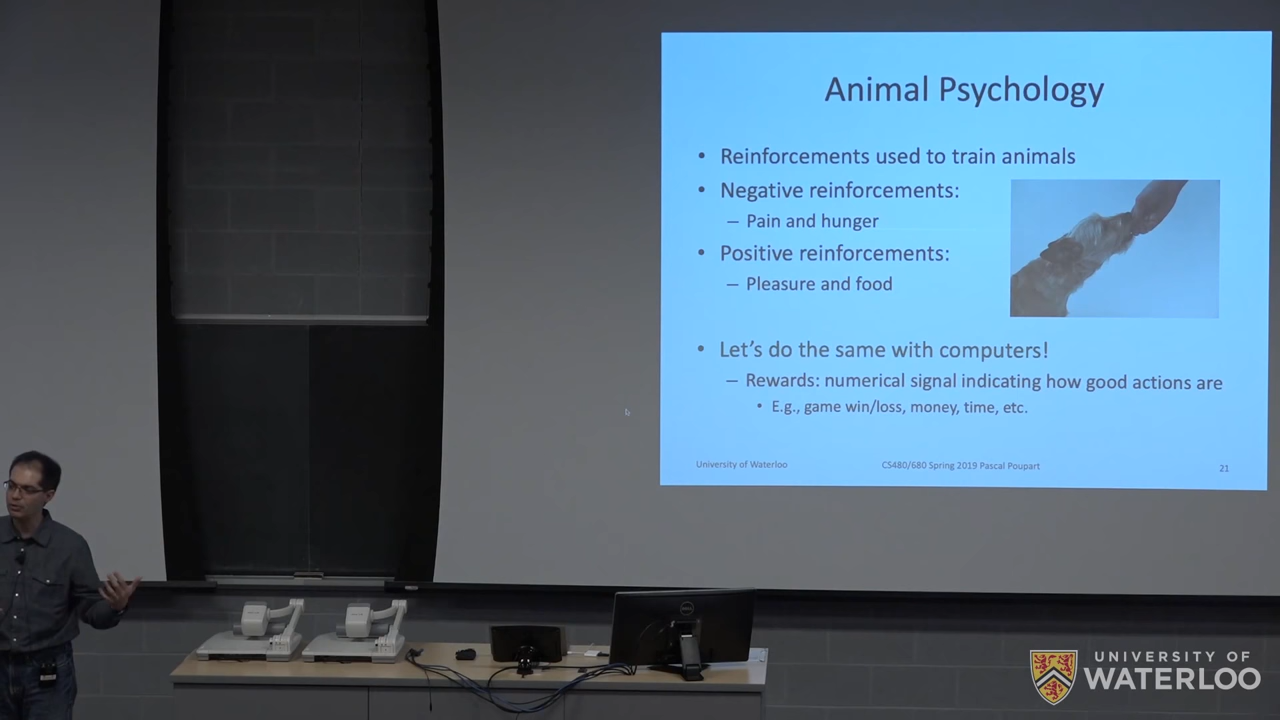 Animal Psychology
• Reinforcements used to train animals
• Negative reinforcements:
– Pain and hunger
• Positive reinforcements:
– Pleasure and food
• Let's do the same with computers!
– Rewards: numerical signal indicating how good actions are
• E.g., game win/loss, money, time, etc.
University of Waterloo
CS480/680 Spring 2019 Pascal Poupart
21
DELL
UNIVERSITY OF
WATERLOO